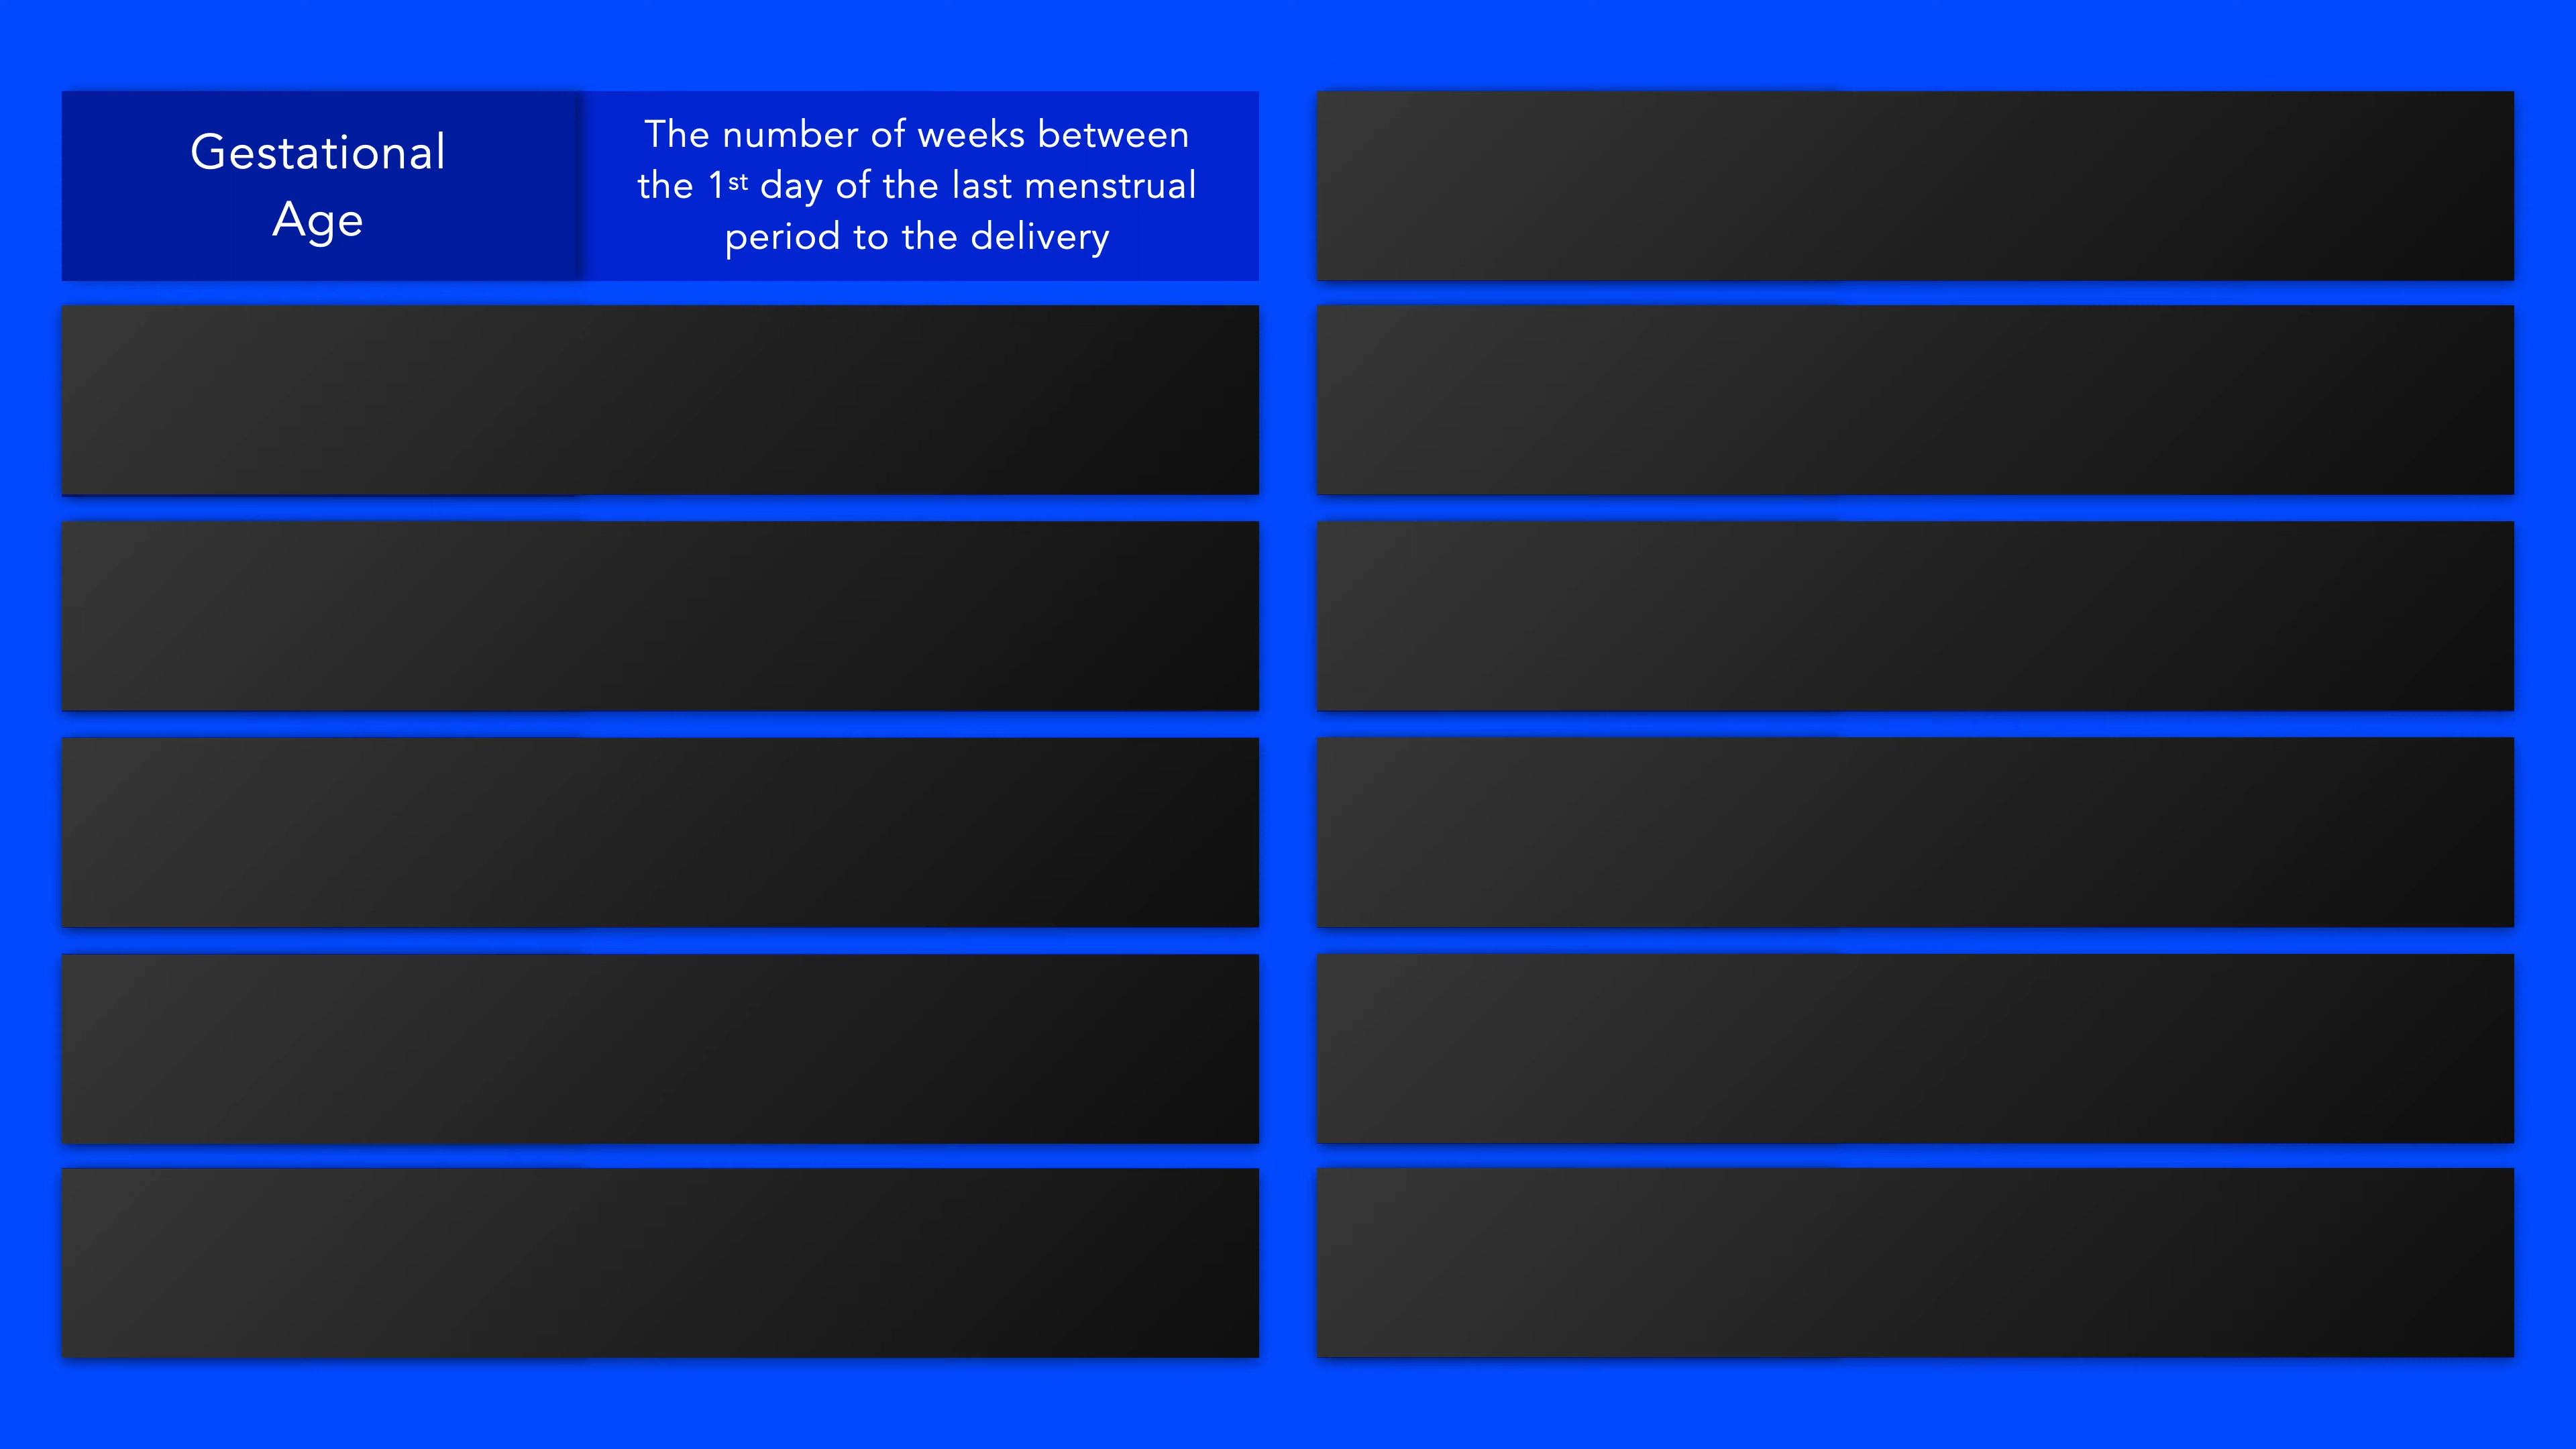 Gestational
Age
The number of weeks between
the 1st day of the last menstrual
period to the delivery